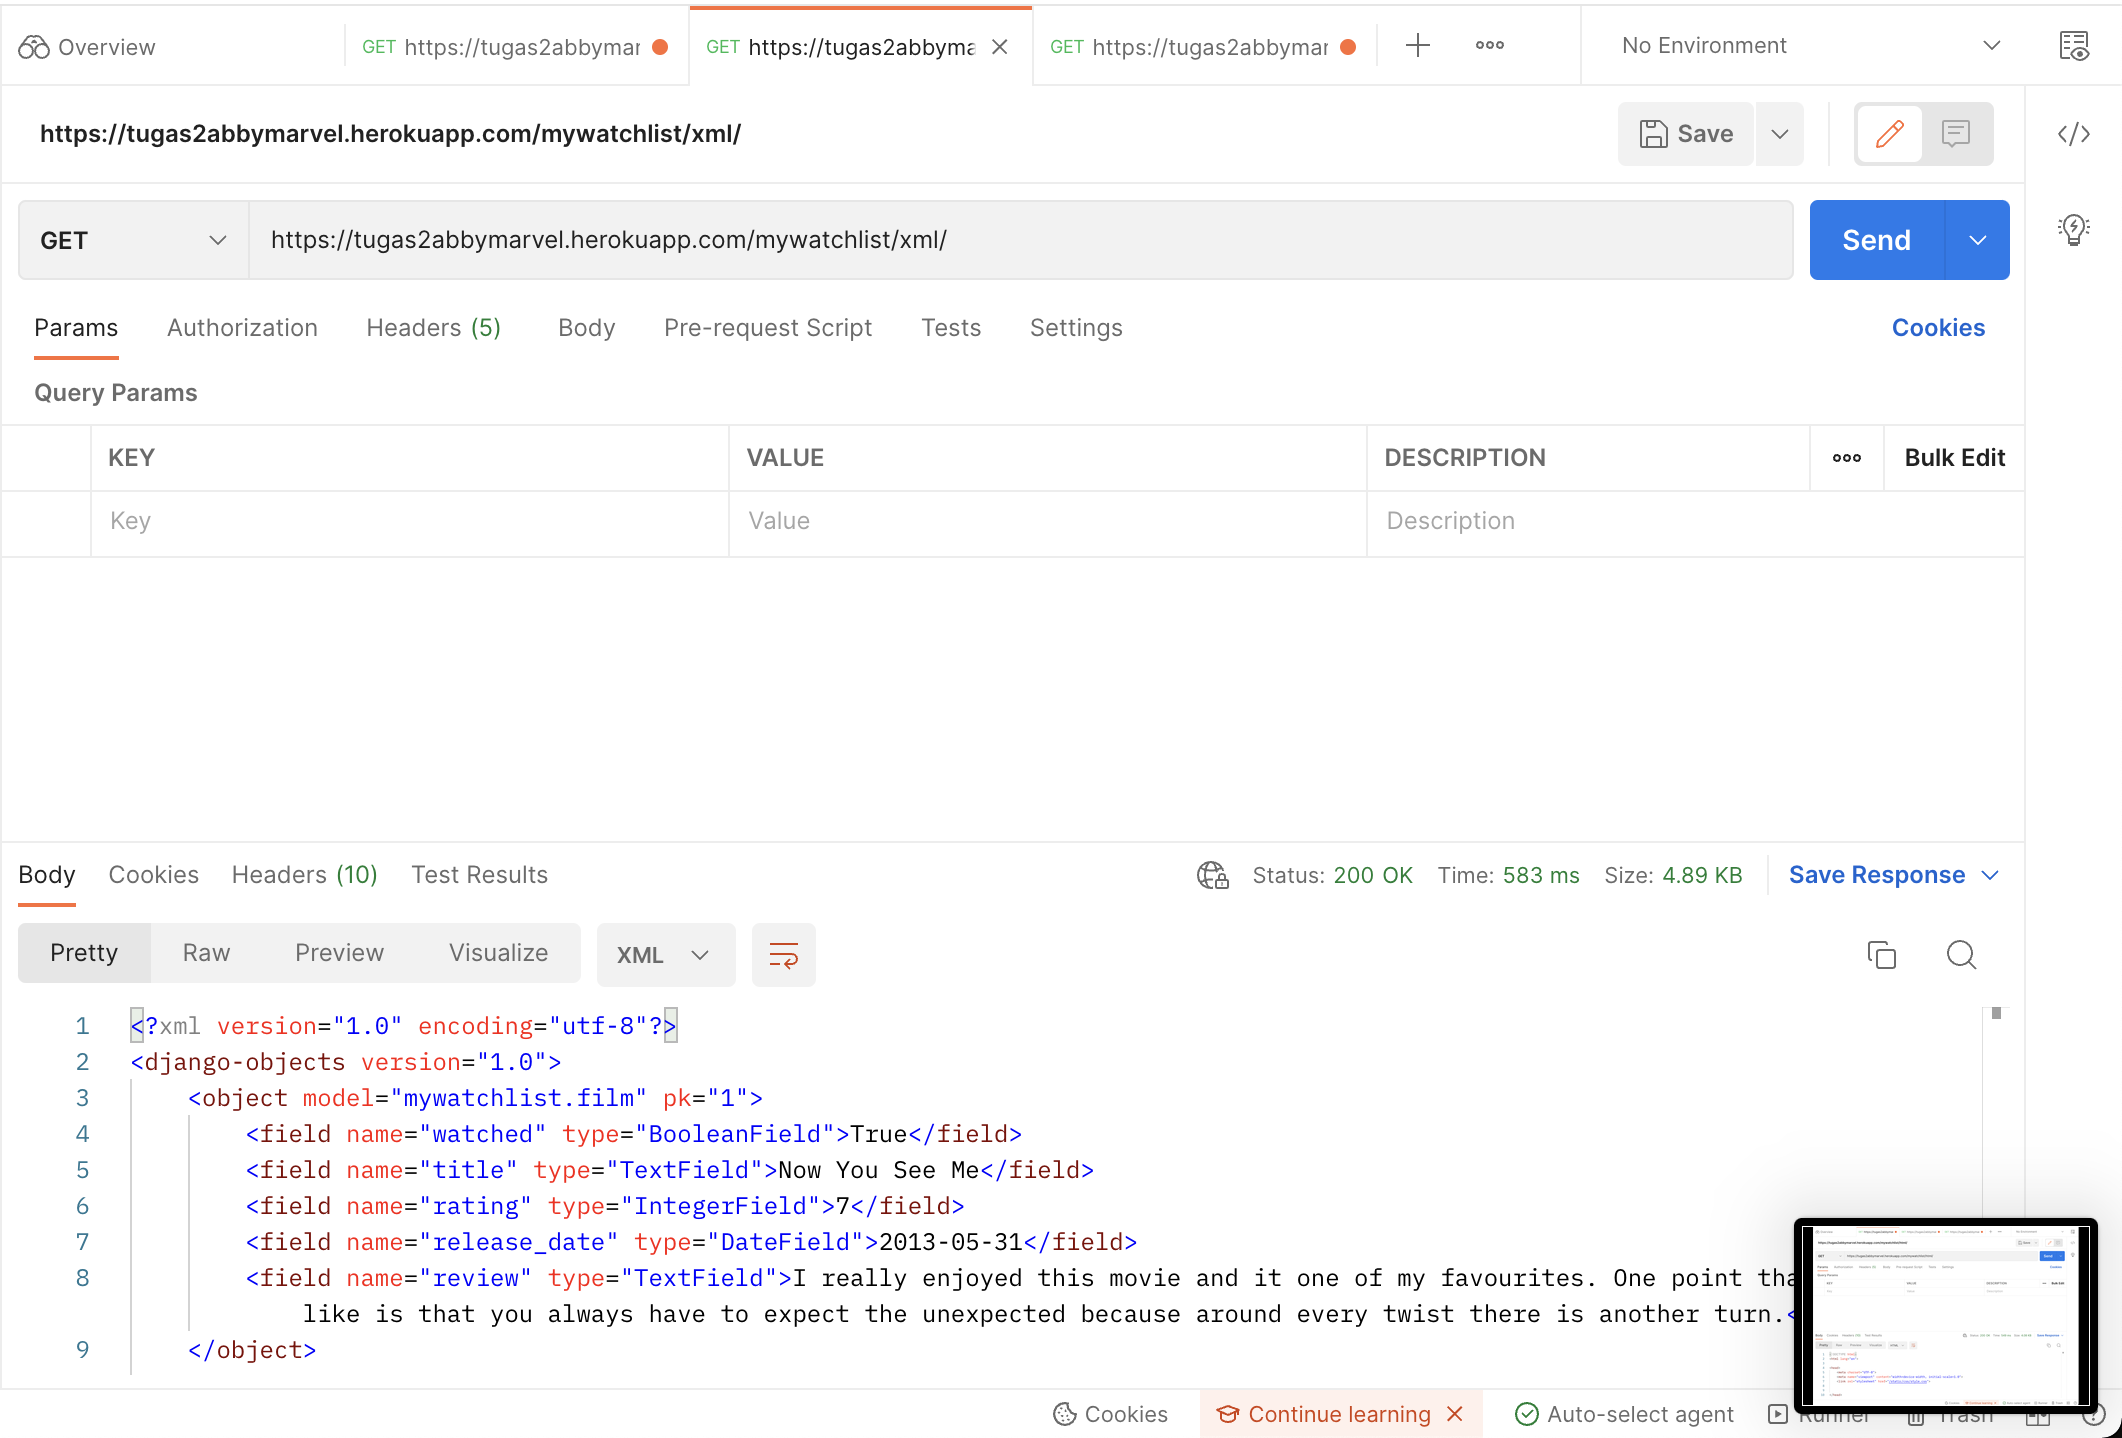 Overview
GET https://tugas2abbymar
GET https://tugas2abbyma
GET https://tugas2abbymar
No Environment
https://tugas2abbymarvel.herokuapp.com/mywatchlist/xml/
Save
GET
https://tugas2abbymarvel.herokuapp.com/mywatchlist/xml/
Send
Params Authorization Headers (5) Body Pre-request Script Tests Settings Cookies
Query Params
KEY VALUE DESCRIPTION Bulk Edit
Key Value Description
Body Cookies Headers (10) Test Results Status: 200 OK Time: 583 ms Size: 4.89 KB Save Response
Pretty Raw Preview Visualize XML
1 <?xml version="1.0" encoding="utf-8"?>
2 <django-objects version="1.0">
3 <object model="mywatchlist.film" pk="1">
4 <field name="watched" type="BooleanField">True</field>
5 <field name="title" type="TextField">Now You See Me</field>
6 <field name="rating" type="IntegerField">7</field>
7 <field name="release_date" type="DateField">2013-05-31</field>
8 <field name="review" type="TextField">I really enjoyed this movie and it one of my favourites. One point tha
like is that you always have to expect the unexpected because around every twist there is another turn.<
9 </object>
Cookies Continue learning Auto-select agent Runner Trash